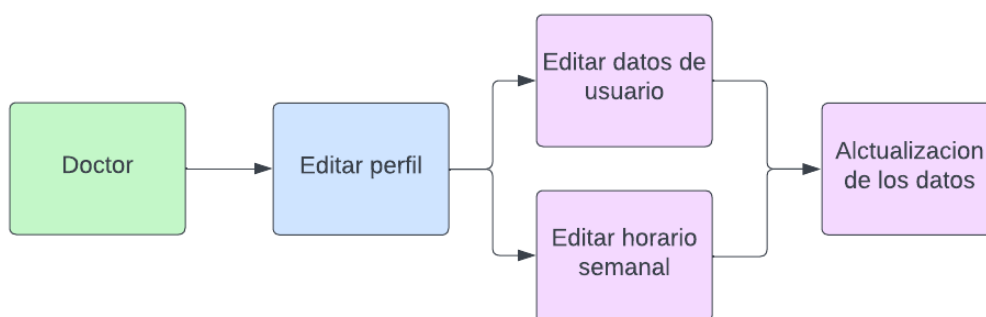 Doctor
Editar perfil
Editar datos de
usuario
Editar horario
semanal
Alctualizacion
de los datos